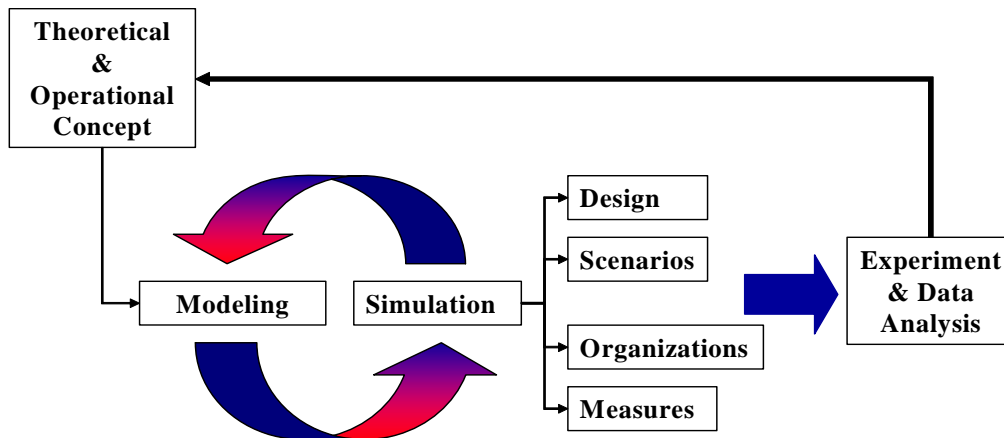 Theoretical
&
Operational
Concept
Modeling
Simulation
Design
Scenarios
Organizations
Measures
Experiment
& Data
Analysis